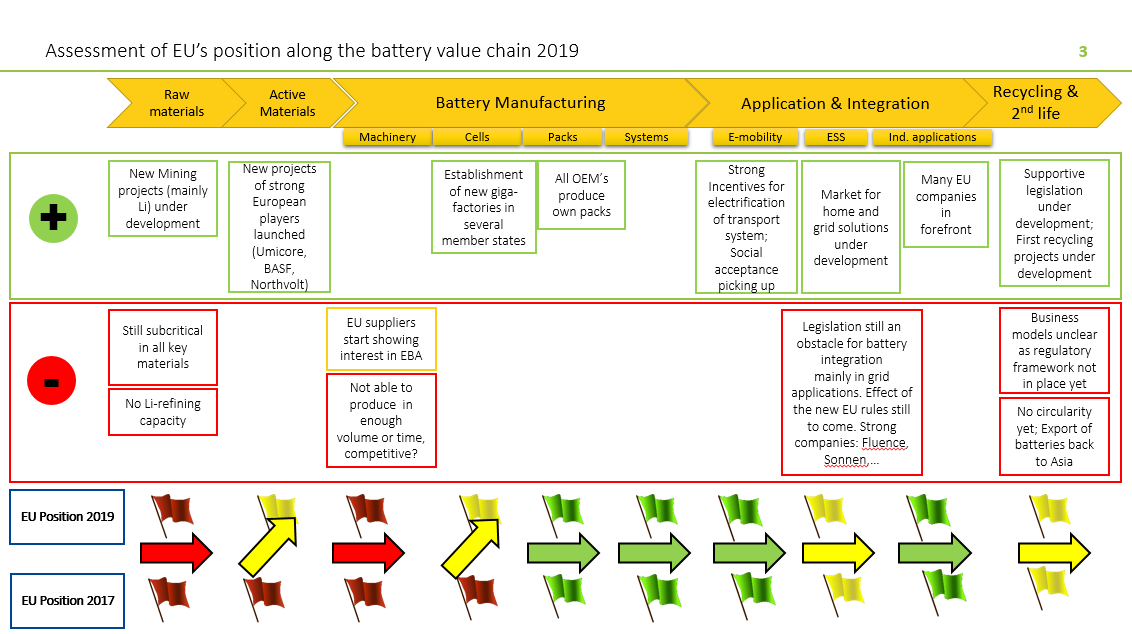 Assessment of EU’s position along the battery value chain 2019
3
Raw
materials
Active
Materials
Battery Manufacturing
Application & Integration
Recycling &
2nd life
Machinery
Cells
Packs
Systems
E-mobility
ESS
Ind. applications
+
New Mining
projects (mainly
Li) under
development
New projects
of strong
European
players
launched
(Umicore,
BASF,
Northvolt)
Establishment
of new giga-
factories in
several
member states
All OEM´s
produce
own packs
Strong
Incentives for
electrification
of transport
system;
Social
acceptance
picking up
Market for
home and
grid solutions
under
development
Many EU
companies
in
forefront
Supportive
legislation
under
development;
First recycling
projects under
development
-
Still subcritical
in all key
materials
No Li-refining
capacity
EU suppliers
start showing
interest in EBA
Not able to
produce in
enough
volume or time,
competitive?
Legislation still an
obstacle for battery
integration
mainly in grid
applications. Effect of
the new EU rules still
to come. Strong
companies: Fluence,
Sonnen,...
Business
models unclear
as regulatory
framework not
in place yet
No circularity
yet; Export of
batteries back
to Asia
EU Position 2019
EU Position 2017